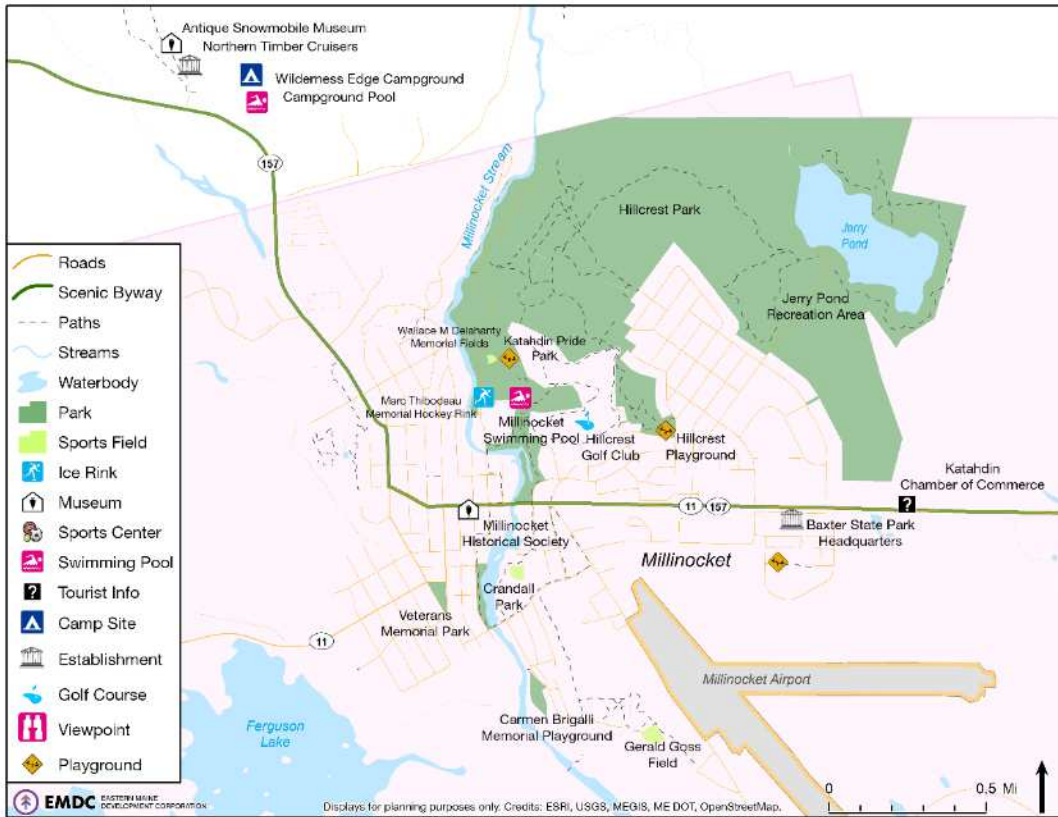 Antique Snowmobile Museum
Northern Timber Cruisers
Wilderness Edge Campground
Campground Pool
157
Millinocket Stream
Hillcrest Park
Jerry
Pond
Jerry Pond
Recreation Area
Wallace M Delahanty
Memorial Fields
Katahdin Pride
Park
Marc Thibodeau
Memorial Hockey Rink
Millinocket
Swimming Pool
Hillcrest
Golf Club
Hillcrest
Playground
Katahdin
Chamber of Commerce
?
11
157
Millinocket
Historical Society
Baxter State Park
Headquarters
Millinocket
Crandall
Park
Veterans
Memorial Park
11
Millinocket Airport
Carmen Brigalli
Memorial Playground
Gerald Goss
Field
Ferguson
Lake
Roads
Scenic Byway
Paths
Streams
Waterbody
Park
Sports Field
Ice Rink
Museum
Sports Center
Swimming Pool
? Tourist Info
Camp Site
Establishment
Golf Course
Viewpoint
Playground
EMDC EASTERN MAINE
DEVELOPMENT CORPORATION
Displays for planning purposes only. Credits: ESRI, USGS, MEGIS, ME DOT, OpenStreetMap.
0 0.5 Mi